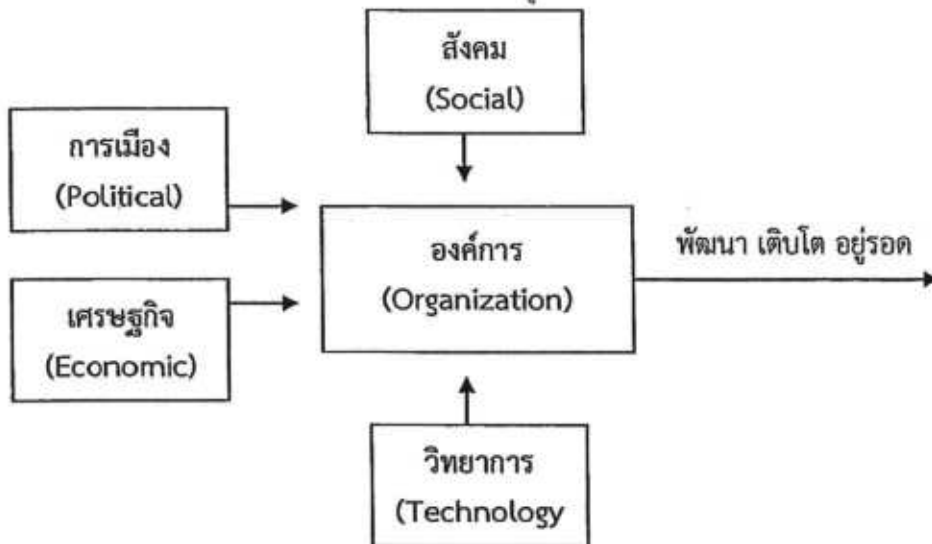 สังคม
(Social)
การเมือง
(Political)
องค์การ
(Organization)
พัฒนา เติบโต อยู่รอด
เศรษฐกิจ
(Economic)
วิทยาการ
(Technology